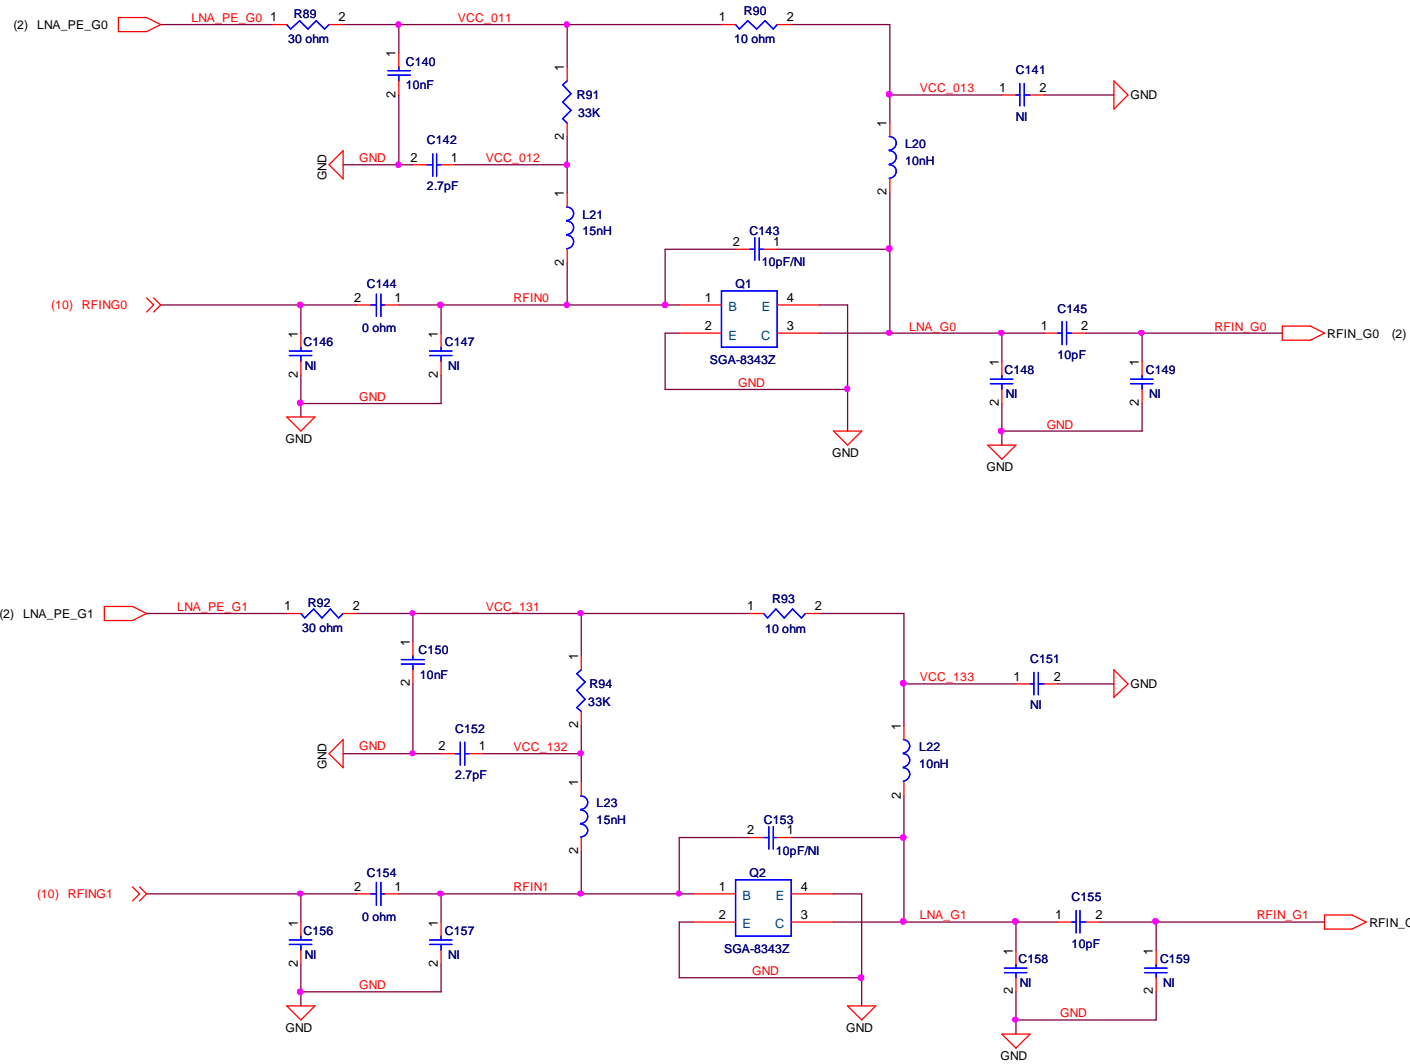 (2) LNA_PE_G0 LNA_PE_G0 1 R89 2 VCC_011 1 R90 2
30 ohm 10 ohm
1 C140 10nF 2
1 R91 33K 2
VCC_013 1 C141 2 GND
NI
GND GND 2 C142 1 VCC_012
2.7pF
1 L20 10nH 2
1 L21 15nH 2
2 C143 1
10pF/NI
(10) RFING0 2 C144 1 RFIN0
0 ohm
Q1
1 B E 4
2 E C 3
SGA-8343Z
GND
GND
1 C146 NI 2
1 C147 NI 2
GND
GND
LNA_G0 1 C145 2 RFIN_G0 RFIN_G0 (2)
10pF
1 C148 NI 2
1 C149 NI 2
GND
GND
(2) LNA_PE_G1 LNA_PE_G1 1 R92 2 VCC_131 1 R93 2
30 ohm 10 ohm
1 C150 10nF 2
1 R94 33K 2
VCC_133 1 C151 2 GND
NI
GND GND 2 C152 1 VCC_132
2.7pF
1 L22 10nH 2
1 L23 15nH 2
2 C153 1
10pF/NI
(10) RFING1 2 C154 1 RFIN1
0 ohm
Q2
1 B E 4
2 E C 3
SGA-8343Z
GND
GND
1 C156 NI 2
1 C157 NI 2
GND
GND
LNA_G1 1 C155 2 RFIN_G1
10pF
1 C158 NI 2
1 C159 NI 2
GND
GND